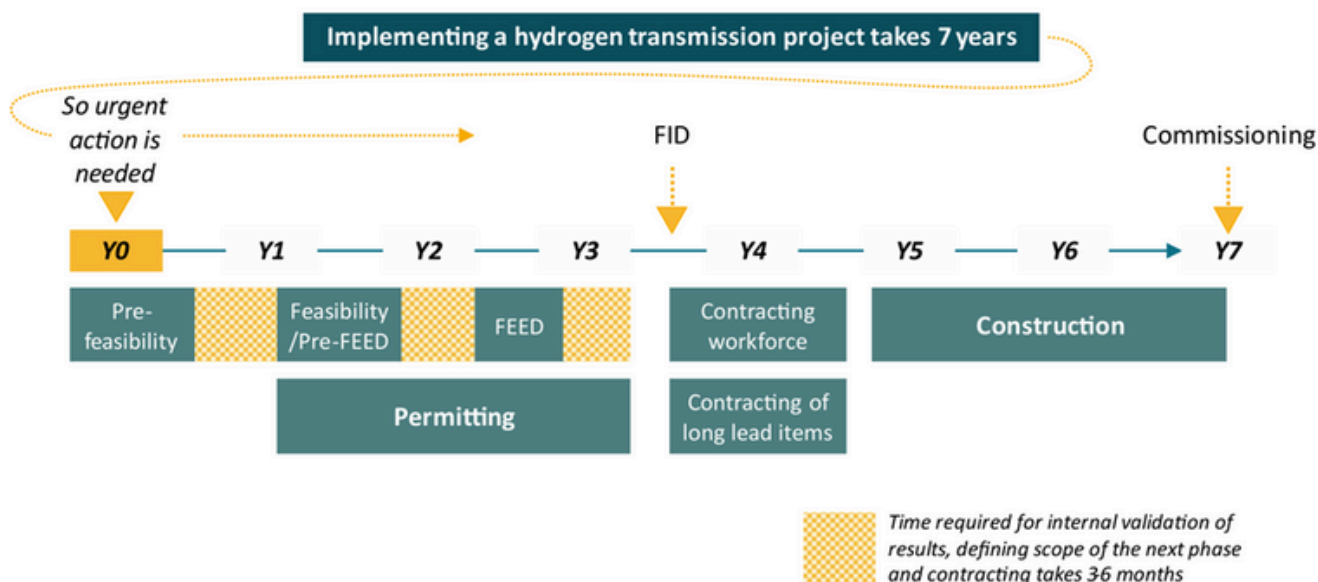 Implementing a hydrogen transmission project takes 7 years
So urgent
action is
needed
FID
Commissioning
Y0
Y1
Y2
Y3
Y4
Y5
Y6
Y7
Pre-
feasibility
Feasibility
/Pre-FEED
FEED
Contracting
workforce
Construction
Permitting
Contracting of
long lead items
Time required for internal validation of
results, defining scope of the next phase
and contracting takes 36 months